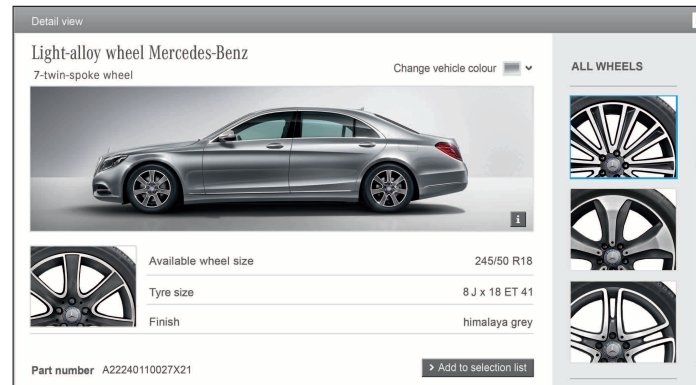 Detail view
Light-alloy wheel Mercedes-Benz
7-twin-spoke wheel
Change vehicle colour
ALL WHEELS
i
Available wheel size 245/50 R18
Tyre size 8 J x 18 ET 41
Finish himalaya grey
Part number A22240110027X21
> Add to selection list